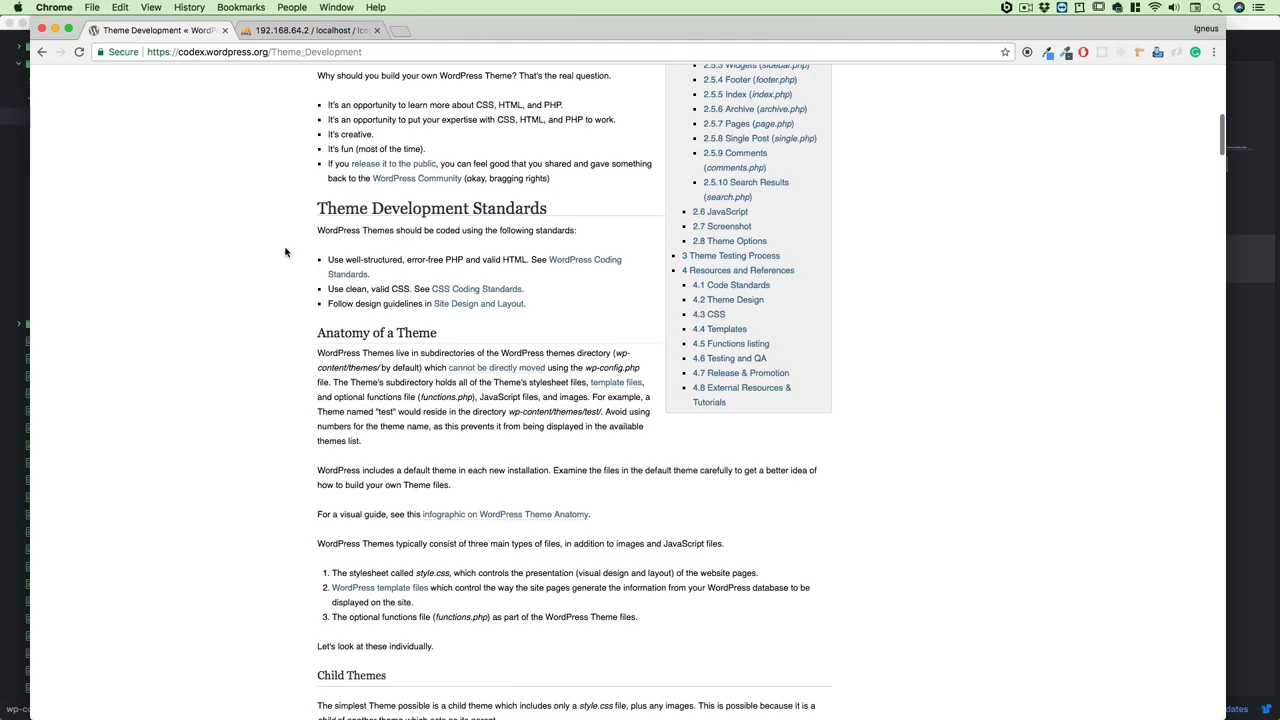 Chrome File Edit View History Bookmarks People Window Help
Theme Development « WordPr
192.168.64.2 / localhost /
Igneus
Secure https://codex.wordpress.org/Theme_Development
Why should you build your own WordPress Theme? That's the real question.
It's an opportunity to learn more about CSS, HTML, and PHP.
It's an opportunity to put your expertise with CSS, HTML, and PHP to work.
It's creative.
It's fun (most of the time).
If you release it to the public, you can feel good that you shared and gave something
back to the WordPress Community (okay, bragging rights)
Theme Development Standards
WordPress Themes should be coded using the following standards:
Use well-structured, error-free PHP and valid HTML. See WordPress Coding
Standards.
Use clean, valid CSS. See CSS Coding Standards.
Follow design guidelines in Site Design and Layout.
Anatomy of a Theme
WordPress Themes live in subdirectories of the WordPress themes directory (wp-
content/themes/ by default) which cannot be directly moved using the wp-config.php
file. The Theme's subdirectory holds all of the Theme's stylesheet files, template files,
and optional functions file (functions.php), JavaScript files, and images. For example, a
Theme named "test" would reside in the directory wp-content/themes/test/. Avoid using
numbers for the theme name, as this prevents it from being displayed in the available
themes list.
WordPress includes a default theme in each new installation. Examine the files in the default theme carefully to get a better idea of
how to build your own Theme files.
For a visual guide, see this infographic on WordPress Theme Anatomy.
WordPress Themes typically consist of three main types of files, in addition to images and JavaScript files.
1. The stylesheet called style.css, which controls the presentation (visual design and layout) of the website pages.
2. WordPress template files which control the way the site pages generate the information from your WordPress database to be
displayed on the site.
3. The optional functions file (functions.php) as part of the WordPress Theme files.
Let's look at these individually.
Child Themes
The simplest Theme possible is a child theme which includes only a style.css file, plus any images. This is possible because it is a
child of another theme which acts as its parent.
2.5.3 Widgets (sidebar.php)
2.5.4 Footer (footer.php)
2.5.5 Index (index.php)
2.5.6 Archive (archive.php)
2.5.7 Pages (page.php)
2.5.8 Single Post (single.php)
2.5.9 Comments
(comments.php)
2.5.10 Search Results
(search.php)
2.6 JavaScript
2.7 Screenshot
2.8 Theme Options
3 Theme Testing Process
4 Resources and References
4.1 Code Standards
4.2 Theme Design
4.3 CSS
4.4 Templates
4.5 Functions listing
4.6 Testing and QA
4.7 Release & Promotion
4.8 External Resources &
Tutorials
wp-c
dates